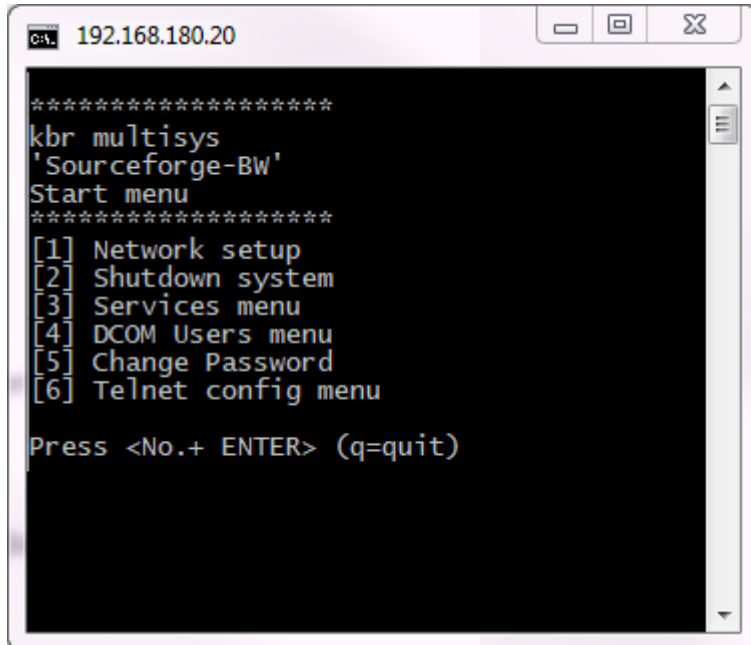 192.168.180.20
*******************
kbr multisys
'Sourceforge-BW'
Start menu
*******************
[1] Network setup
[2] Shutdown system
[3] Services menu
[4] DCOM Users menu
[5] Change Password
[6] Telnet config menu
Press <No.+ ENTER> (q=quit)